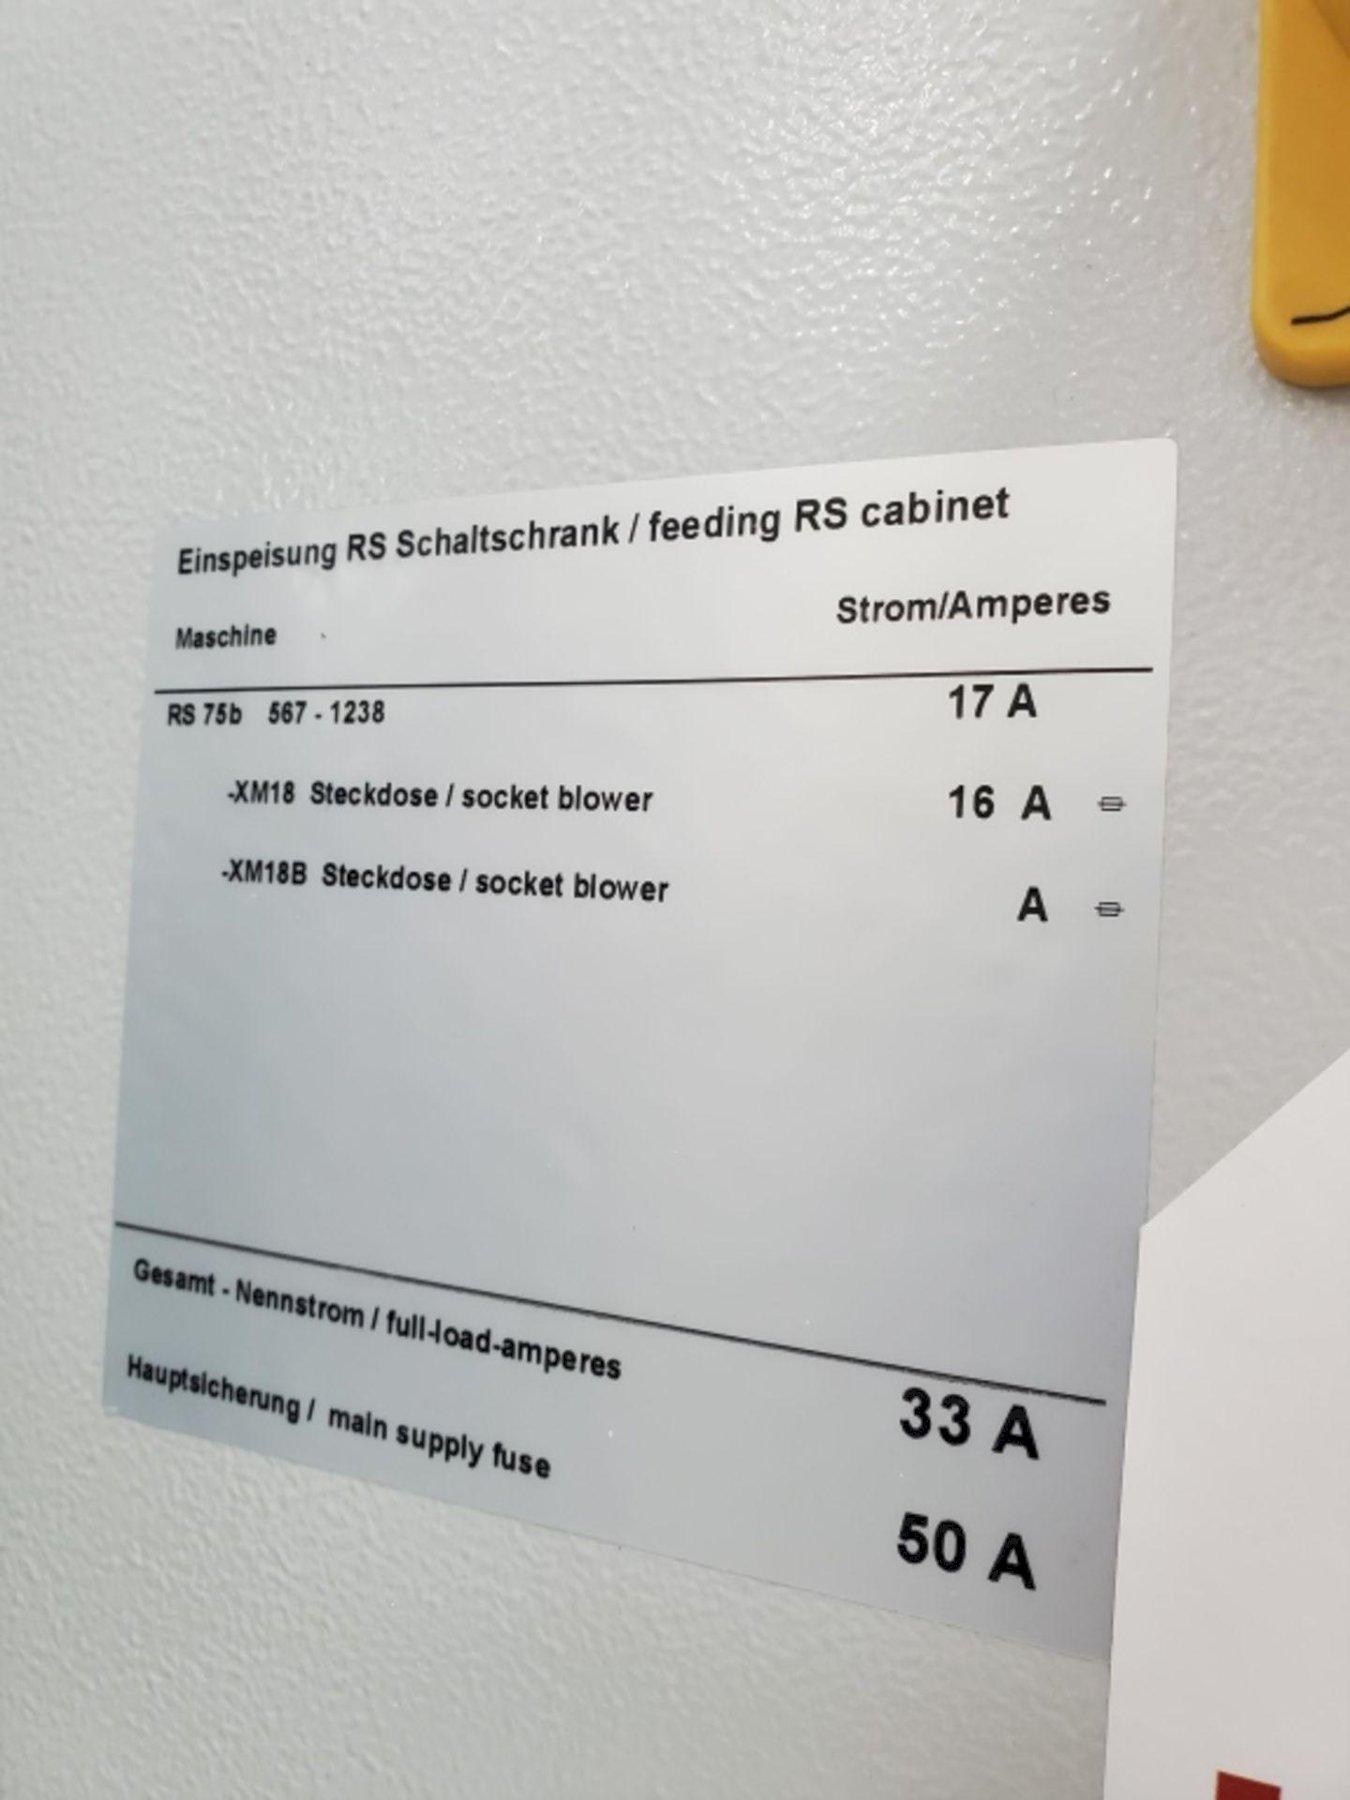 Einspeisung RS Schaltschrank / feeding RS cabinet
Maschine Strom/Amperes
RS 75b 567 - 1238 17 A
-XM18 Steckdose / socket blower 16 A
-XM18B Steckdose / socket blower A
Gesamt - Nennstrom / full-load-amperes 33 A
Hauptsicherung / main supply fuse 50 A